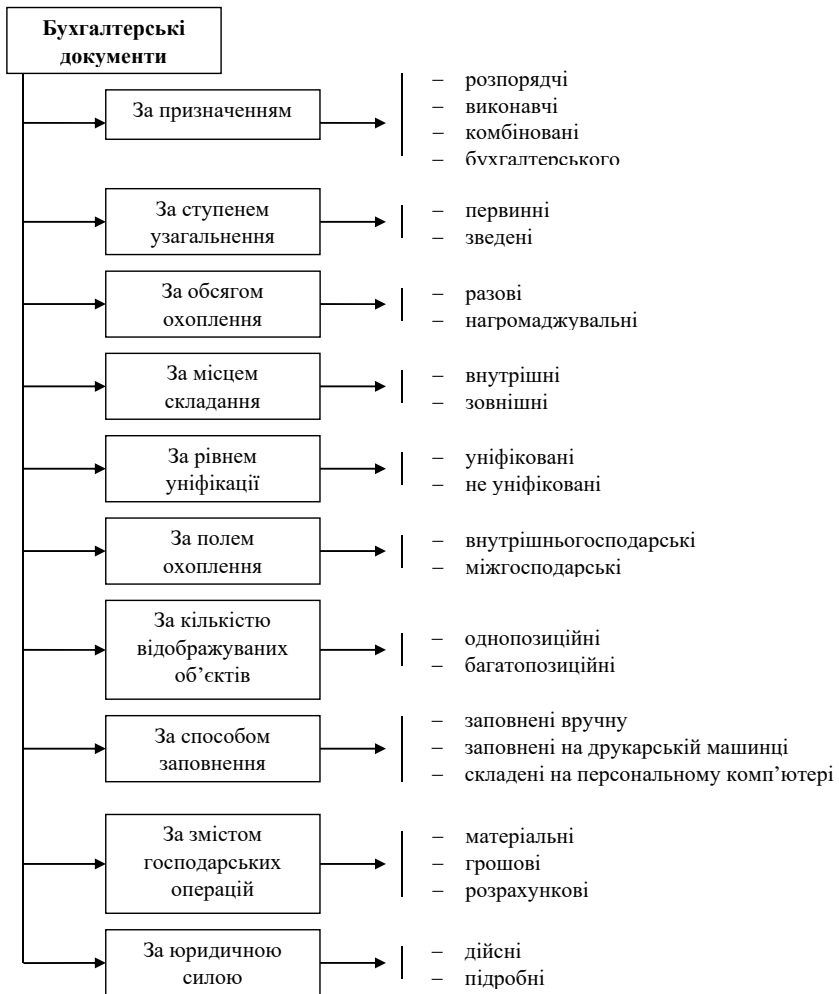 Бухгалтерські
документи
За призначенням
– розпорядчі
– виконавчі
– комбіновані
– бухгалтерського
За ступенем
узагальнення
– первинні
– зведені
За обсягом
охоплення
– разові
– нагромаджувальні
За місцем
складання
– внутрішні
– зовнішні
За рівнем
уніфікації
– уніфіковані
– не уніфіковані
За полем
охоплення
– внутрішньогосподарські
– міжгосподарські
За кількістю
відображуваних
об’єктів
– однопозиційні
– багатопозиційні
За способом
заповнення
– заповнені вручну
– заповнені на друкарській машинці
– складені на персональному комп’ютері
За змістом
господарських
операцій
– матеріальні
– грошові
– розрахункові
За юридичною
силою
– дійсні
– підробні